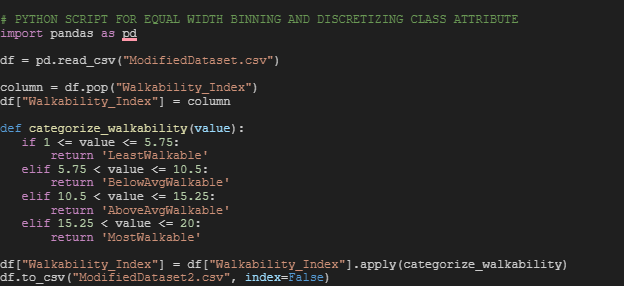 # PYTHON SCRIPT FOR EQUAL WIDTH BINNING AND DISCRETIZING CLASS ATTRIBUTE
import pandas as pd
df = pd.read_csv("ModifiedDataset.csv")
column = df.pop("Walkability_Index")
df["Walkability_Index"] = column
def categorize_walkability(value):
if 1 <= value <= 5.75:
return 'LeastWalkable'
elif 5.75 < value <= 10.5:
return 'BelowAvgWalkable'
elif 10.5 < value <= 15.25:
return 'AboveAvgWalkable'
elif 15.25 < value <= 20:
return 'MostWalkable'
df["Walkability_Index"] = df["Walkability_Index"].apply(categorize_walkability)
df.to_csv("ModifiedDataset2.csv", index=False)